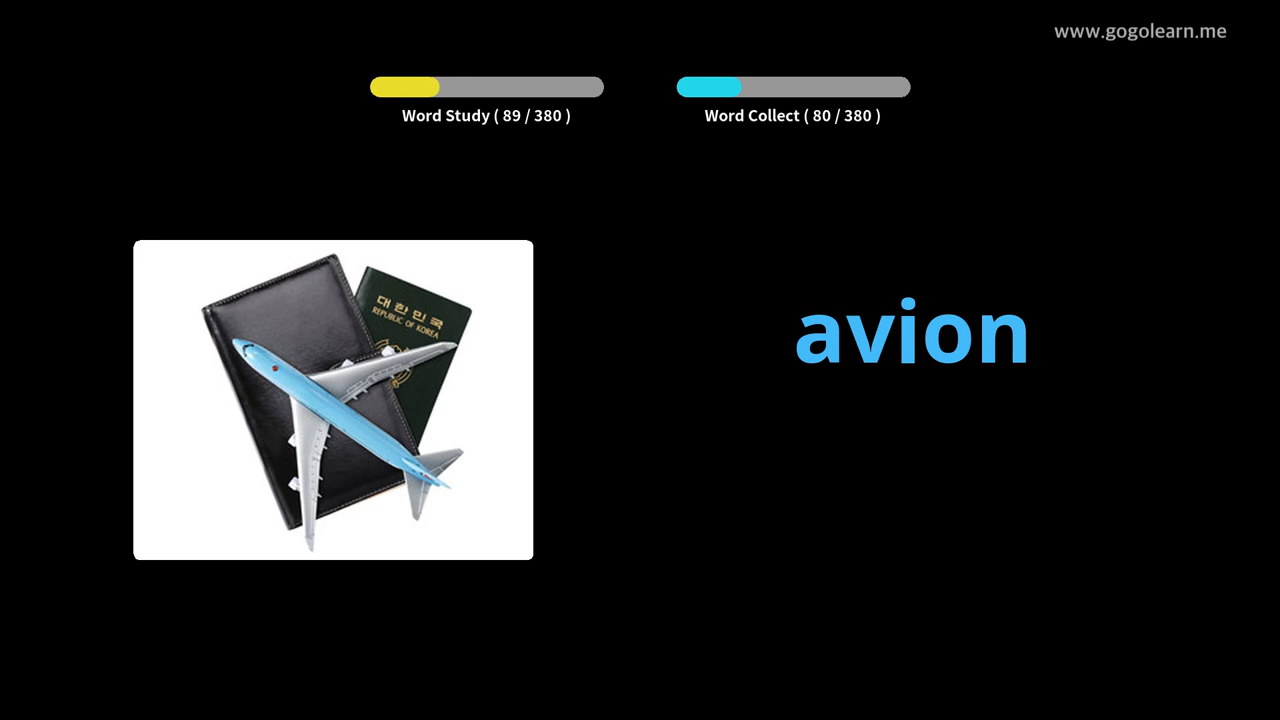 www.gogolearn.me
Word Study ( 89 / 380 )
Word Collect ( 80 / 380 )
대한민국
REPUBLIC OF KOREA
avion